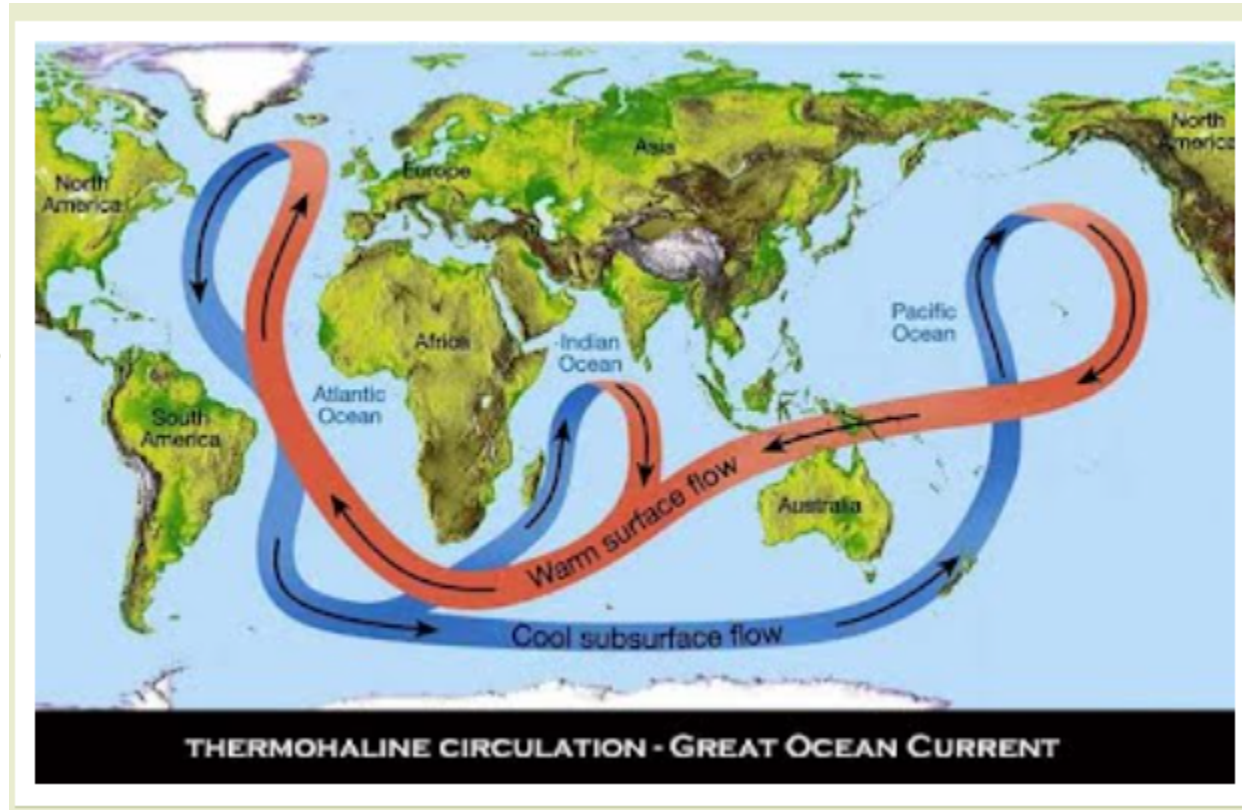 North
America
Europe
Asia
North
America
Africa
-Indian
Ocean
Pacific
Ocean
Atlantic
Ocean
South
America
Australia
Warm surface flow
Cool subsurface flow
THERMOHALINE CIRCULATION - GREAT OCEAN CURRENT